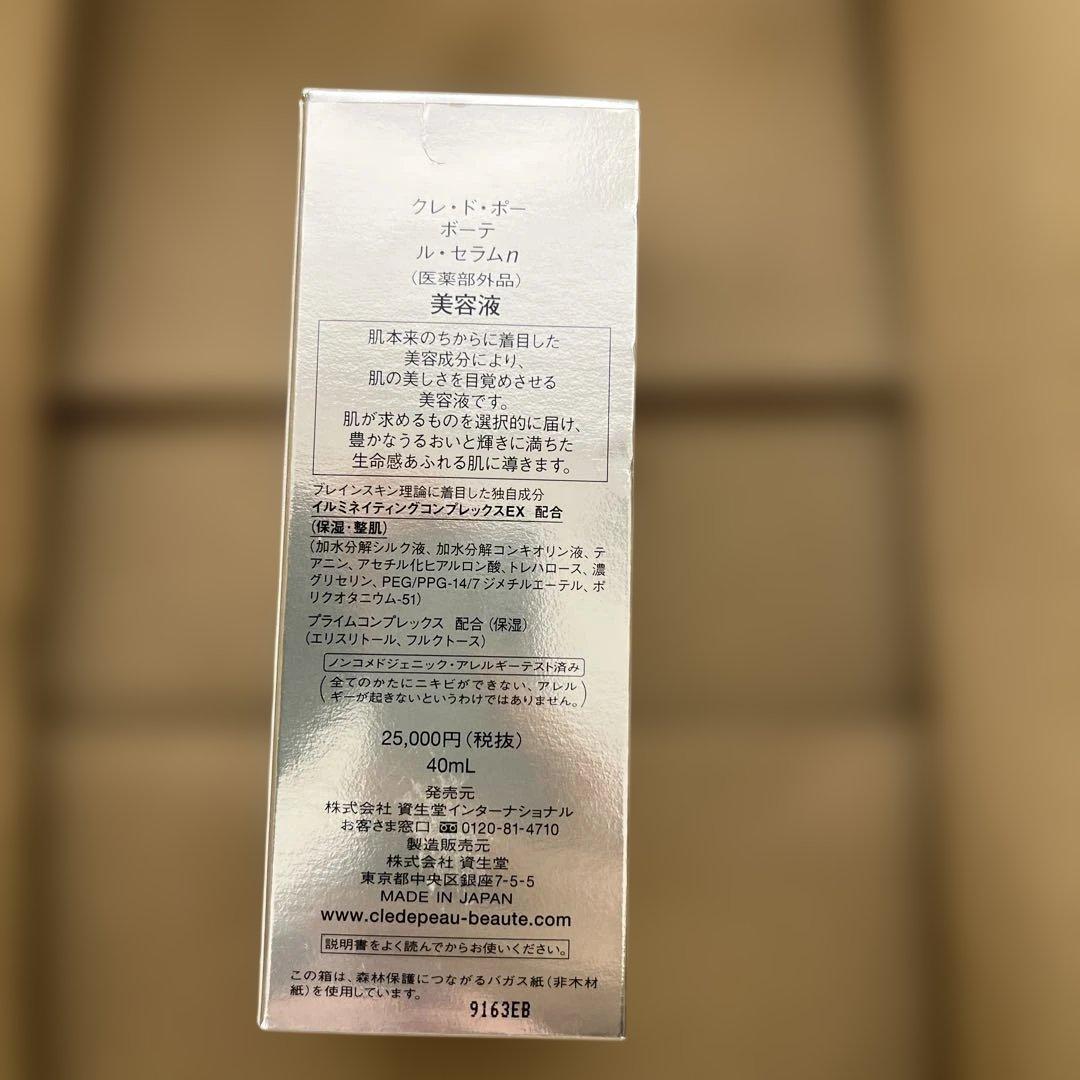 クレ・ド・ポー
ボーテ
ル・セラムn
（医薬部外品）
美容液
肌本来のちからに着目した
美容成分により、
肌の美しさを目覚めさせる
美容液です。
肌が求めるものを選択的に届け、
豊かなうるおいと輝きに満ちた
生命感あふれる肌に導きます。
ブレインスキン理論に着目した独自成分
イルミネイティングコンプレックスEX 配合
（保湿・整肌）
（加水分解シルク液、加水分解コンキオリン液、テ
アニン、アセチル化ヒアルロン酸、トレハロース、濃
グリセリン、PEG/PPG-14/7ジメチルエーテル、ポ
リクオタニウム-51）
プライムコンプレックス 配合（保湿）
（エリスリトール、フルクトース）
ノンコメドジェニック・アレルギーテスト済み
（全てのかたにニキビができない、アレル
ギーが起きないというわけではありません。）
25,000円（税抜）
40mL
発売元
株式会社 資生堂インターナショナル
お客さま窓口 0120-81-4710
製造販売元
株式会社 資生堂
東京都中央区銀座7-5-5
MADE IN JAPAN
www.cledepeau-beaute.com
説明書をよく読んでからお使いください。
この箱は、森林保護につながるバガス紙（非木材
紙）を使用しています。
9163EB